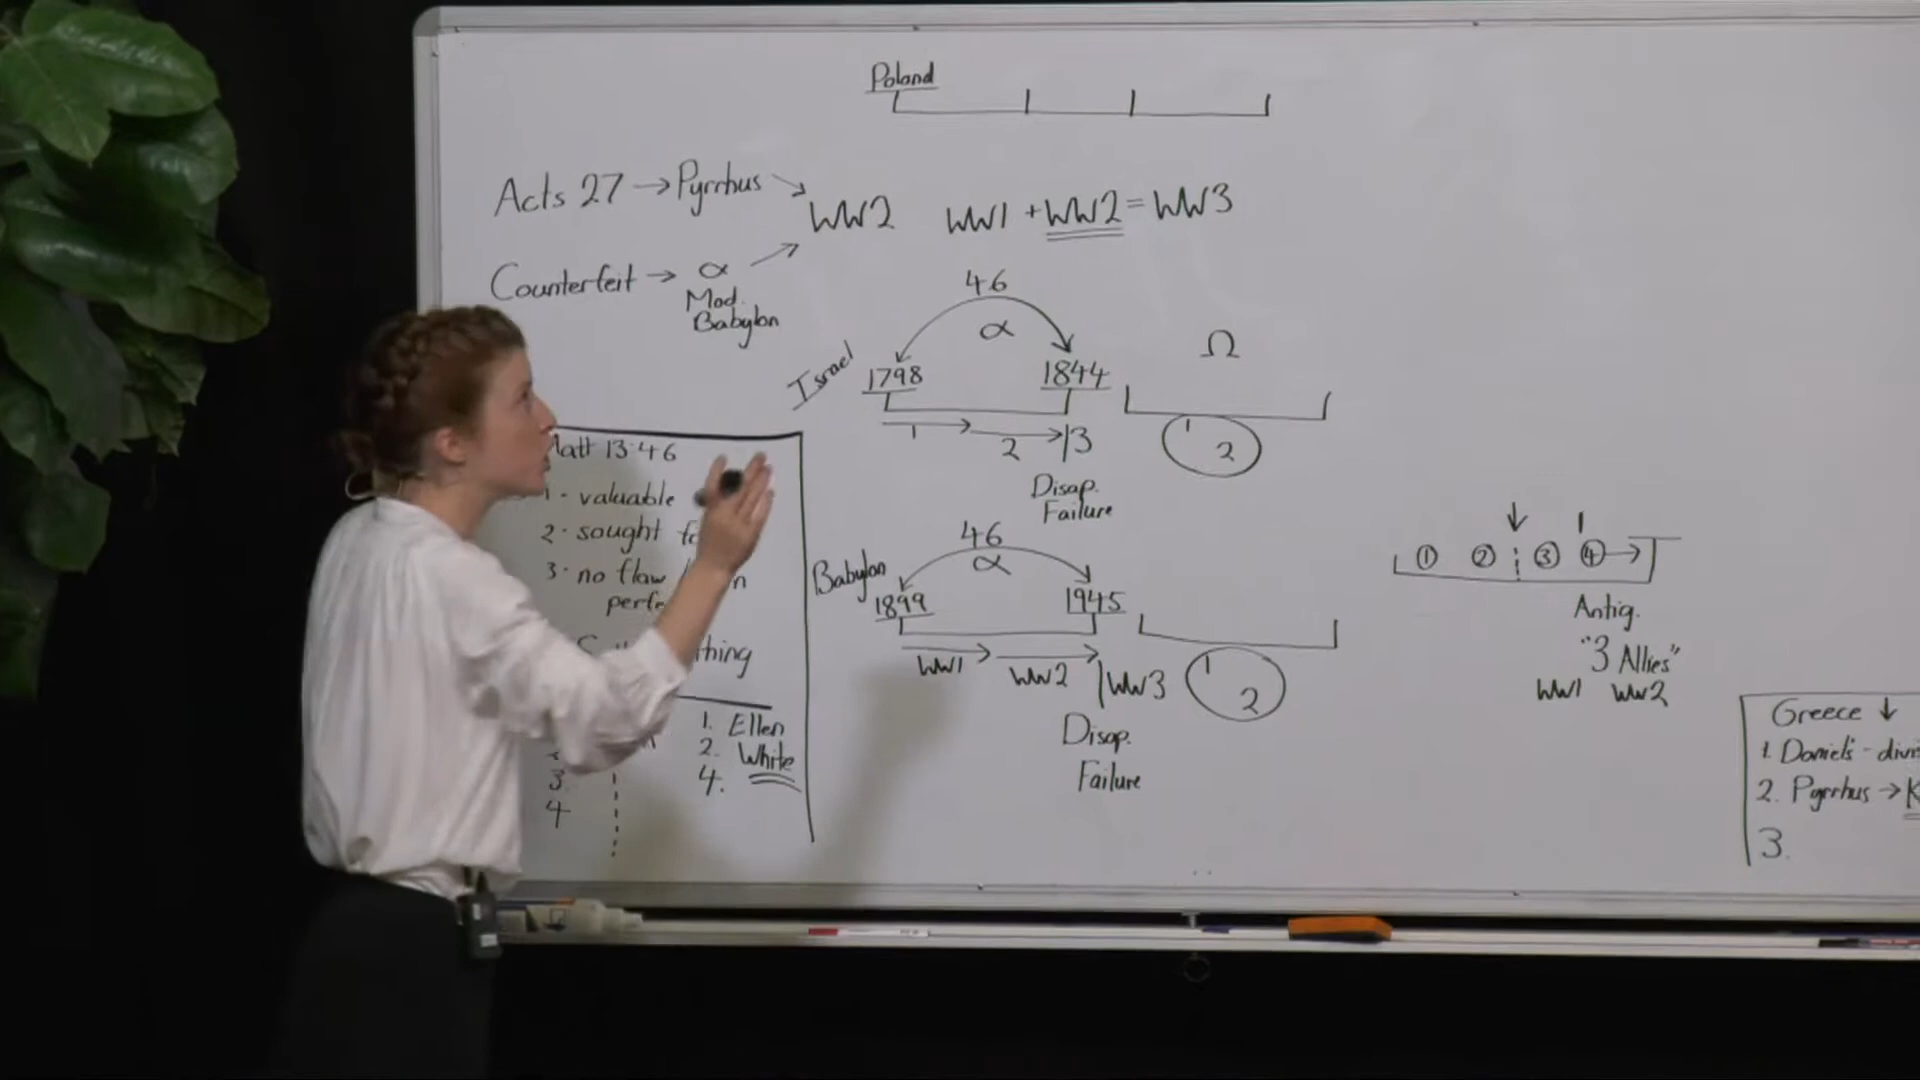 Poland
Acts 27 → Pyrrhus
WW2
WW1 + WW2 = WW3
Counterfeit → α
Mod.
Babylon
Israel
46
α
1798
1844
1
2
3
Disap.
Failure
Ω
1
2
Babylon
46
α
1899
1945
WW1
WW2
WW3
Disap.
Failure
1
2
Matt 13:46
1 - valuable
2 · sought
3 · no flaw
thing
1. Ellen
2. White
4.
3.
4
1
① ② ③ ④ →
Antig.
"3 Allies"
WW1 WW2
Greece ↓
1. Daniel's -
2. Pyrrhus →
3.